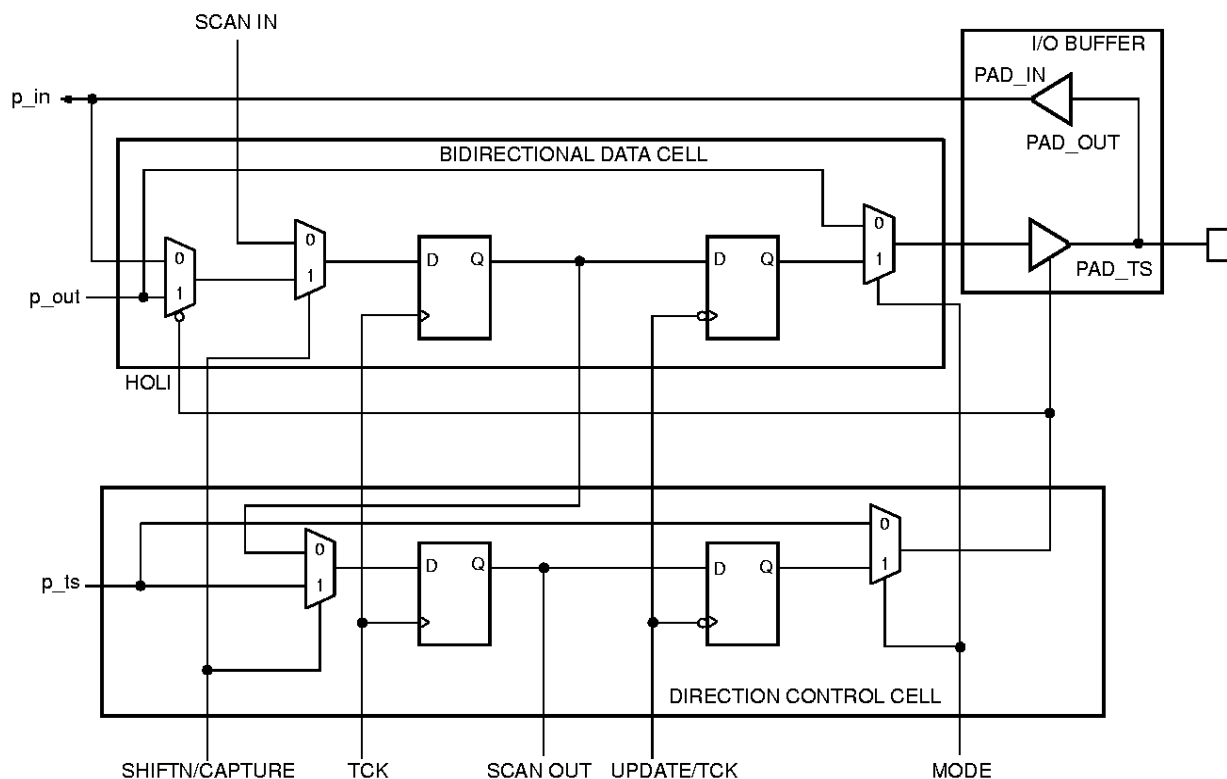 SCAN IN
I/O BUFFER
PAD_IN
p_in
PAD_OUT
BIDIRECTIONAL DATA CELL
0
0
1
0
1
D Q
D Q
1
p_out
PAD_TS
HOLI
0
0
1
D Q
D Q
1
p_ts
DIRECTION CONTROL CELL
SHIFTN/CAPTURE
TCK
SCAN OUT
UPDATE/TCK
MODE